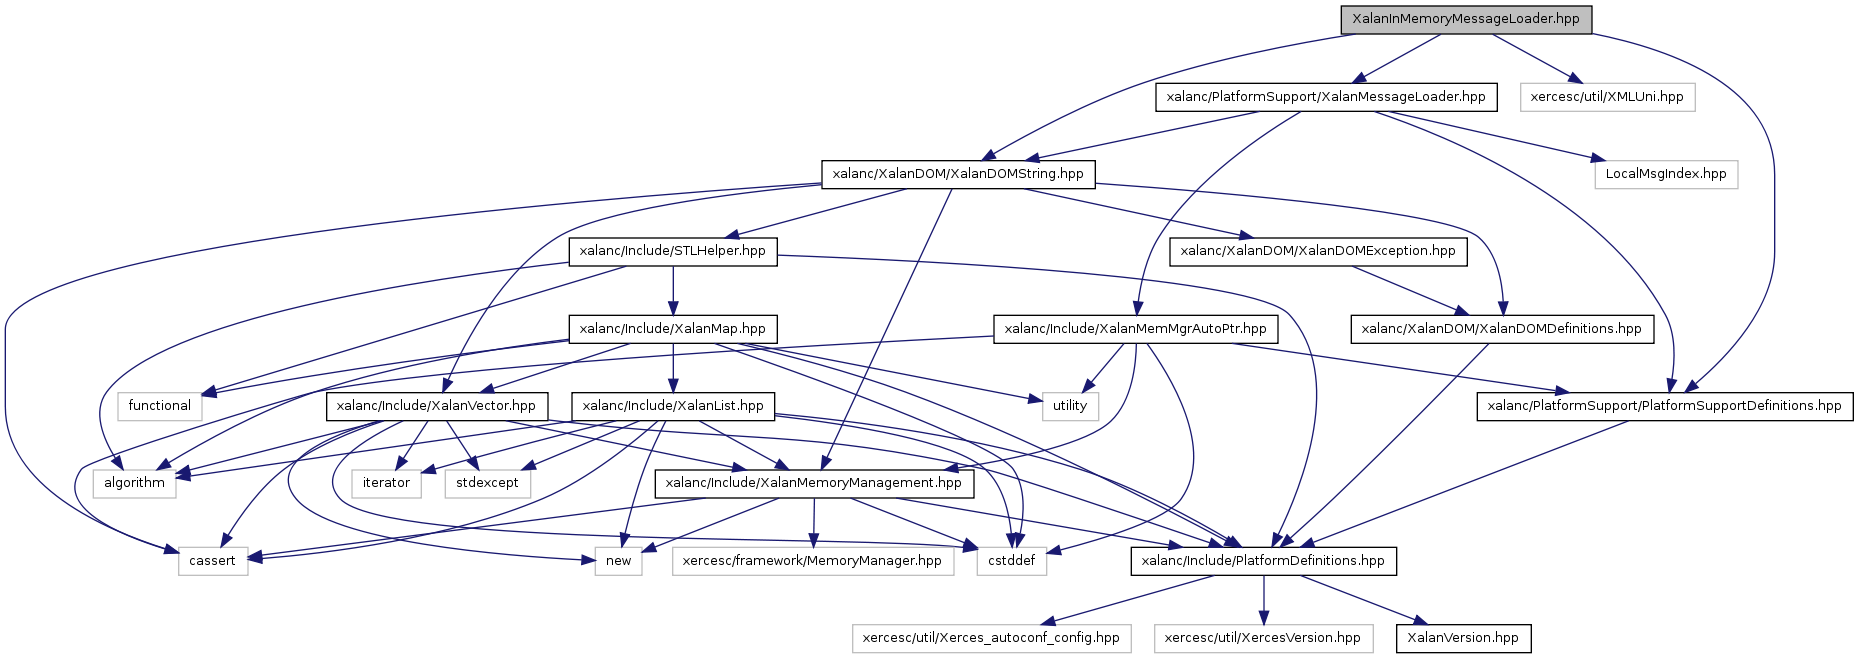 XalanInMemoryMessageLoader.hpp
xalanc/PlatformSupport/XalanMessageLoader.hpp
xercesc/util/XMLUni.hpp
xalanc/XalanDOM/XalanDOMString.hpp
LocalMsgIndex.hpp
xalanc/Include/STLHelper.hpp
xalanc/XalanDOM/XalanDOMException.hpp
xalanc/Include/XalanMap.hpp
xalanc/Include/XalanMemMgrAutoPtr.hpp
xalanc/XalanDOM/XalanDOMDefinitions.hpp
functional
xalanc/Include/XalanVector.hpp
xalanc/Include/XalanList.hpp
utility
xalanc/PlatformSupport/PlatformSupportDefinitions.hpp
algorithm
iterator
stdexcept
xalanc/Include/XalanMemoryManagement.hpp
cassert
new
xercesc/framework/MemoryManager.hpp
cstddef
xalanc/Include/PlatformDefinitions.hpp
xercesc/util/Xerces_autoconf_config.hpp
xercesc/util/XercesVersion.hpp
XalanVersion.hpp